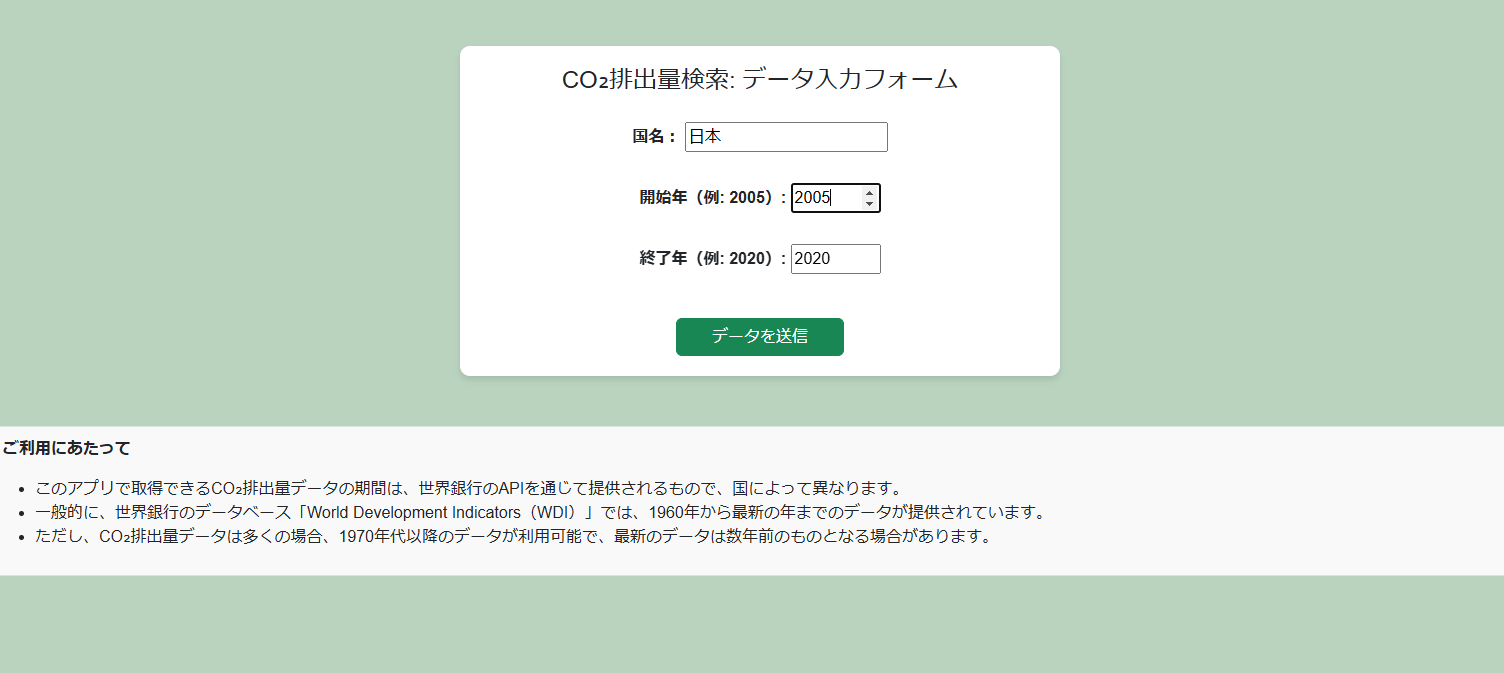 CO₂排出量検索: データ入力フォーム
国名： 日本
開始年（例: 2005）: 2005
終了年（例: 2020）: 2020
データを送信
ご利用にあたって
• このアプリで取得できるCO₂排出量データの期間は、世界銀行のAPIを通じて提供されるもので、国によって異なります。
• 一般的に、世界銀行のデータベース「World Development Indicators（WDI）」では、1960年から最新の年までのデータが提供されています。
• ただし、CO₂排出量データは多くの場合、1970年代以降のデータが利用可能で、最新のデータは数年前のものとなる場合があります。